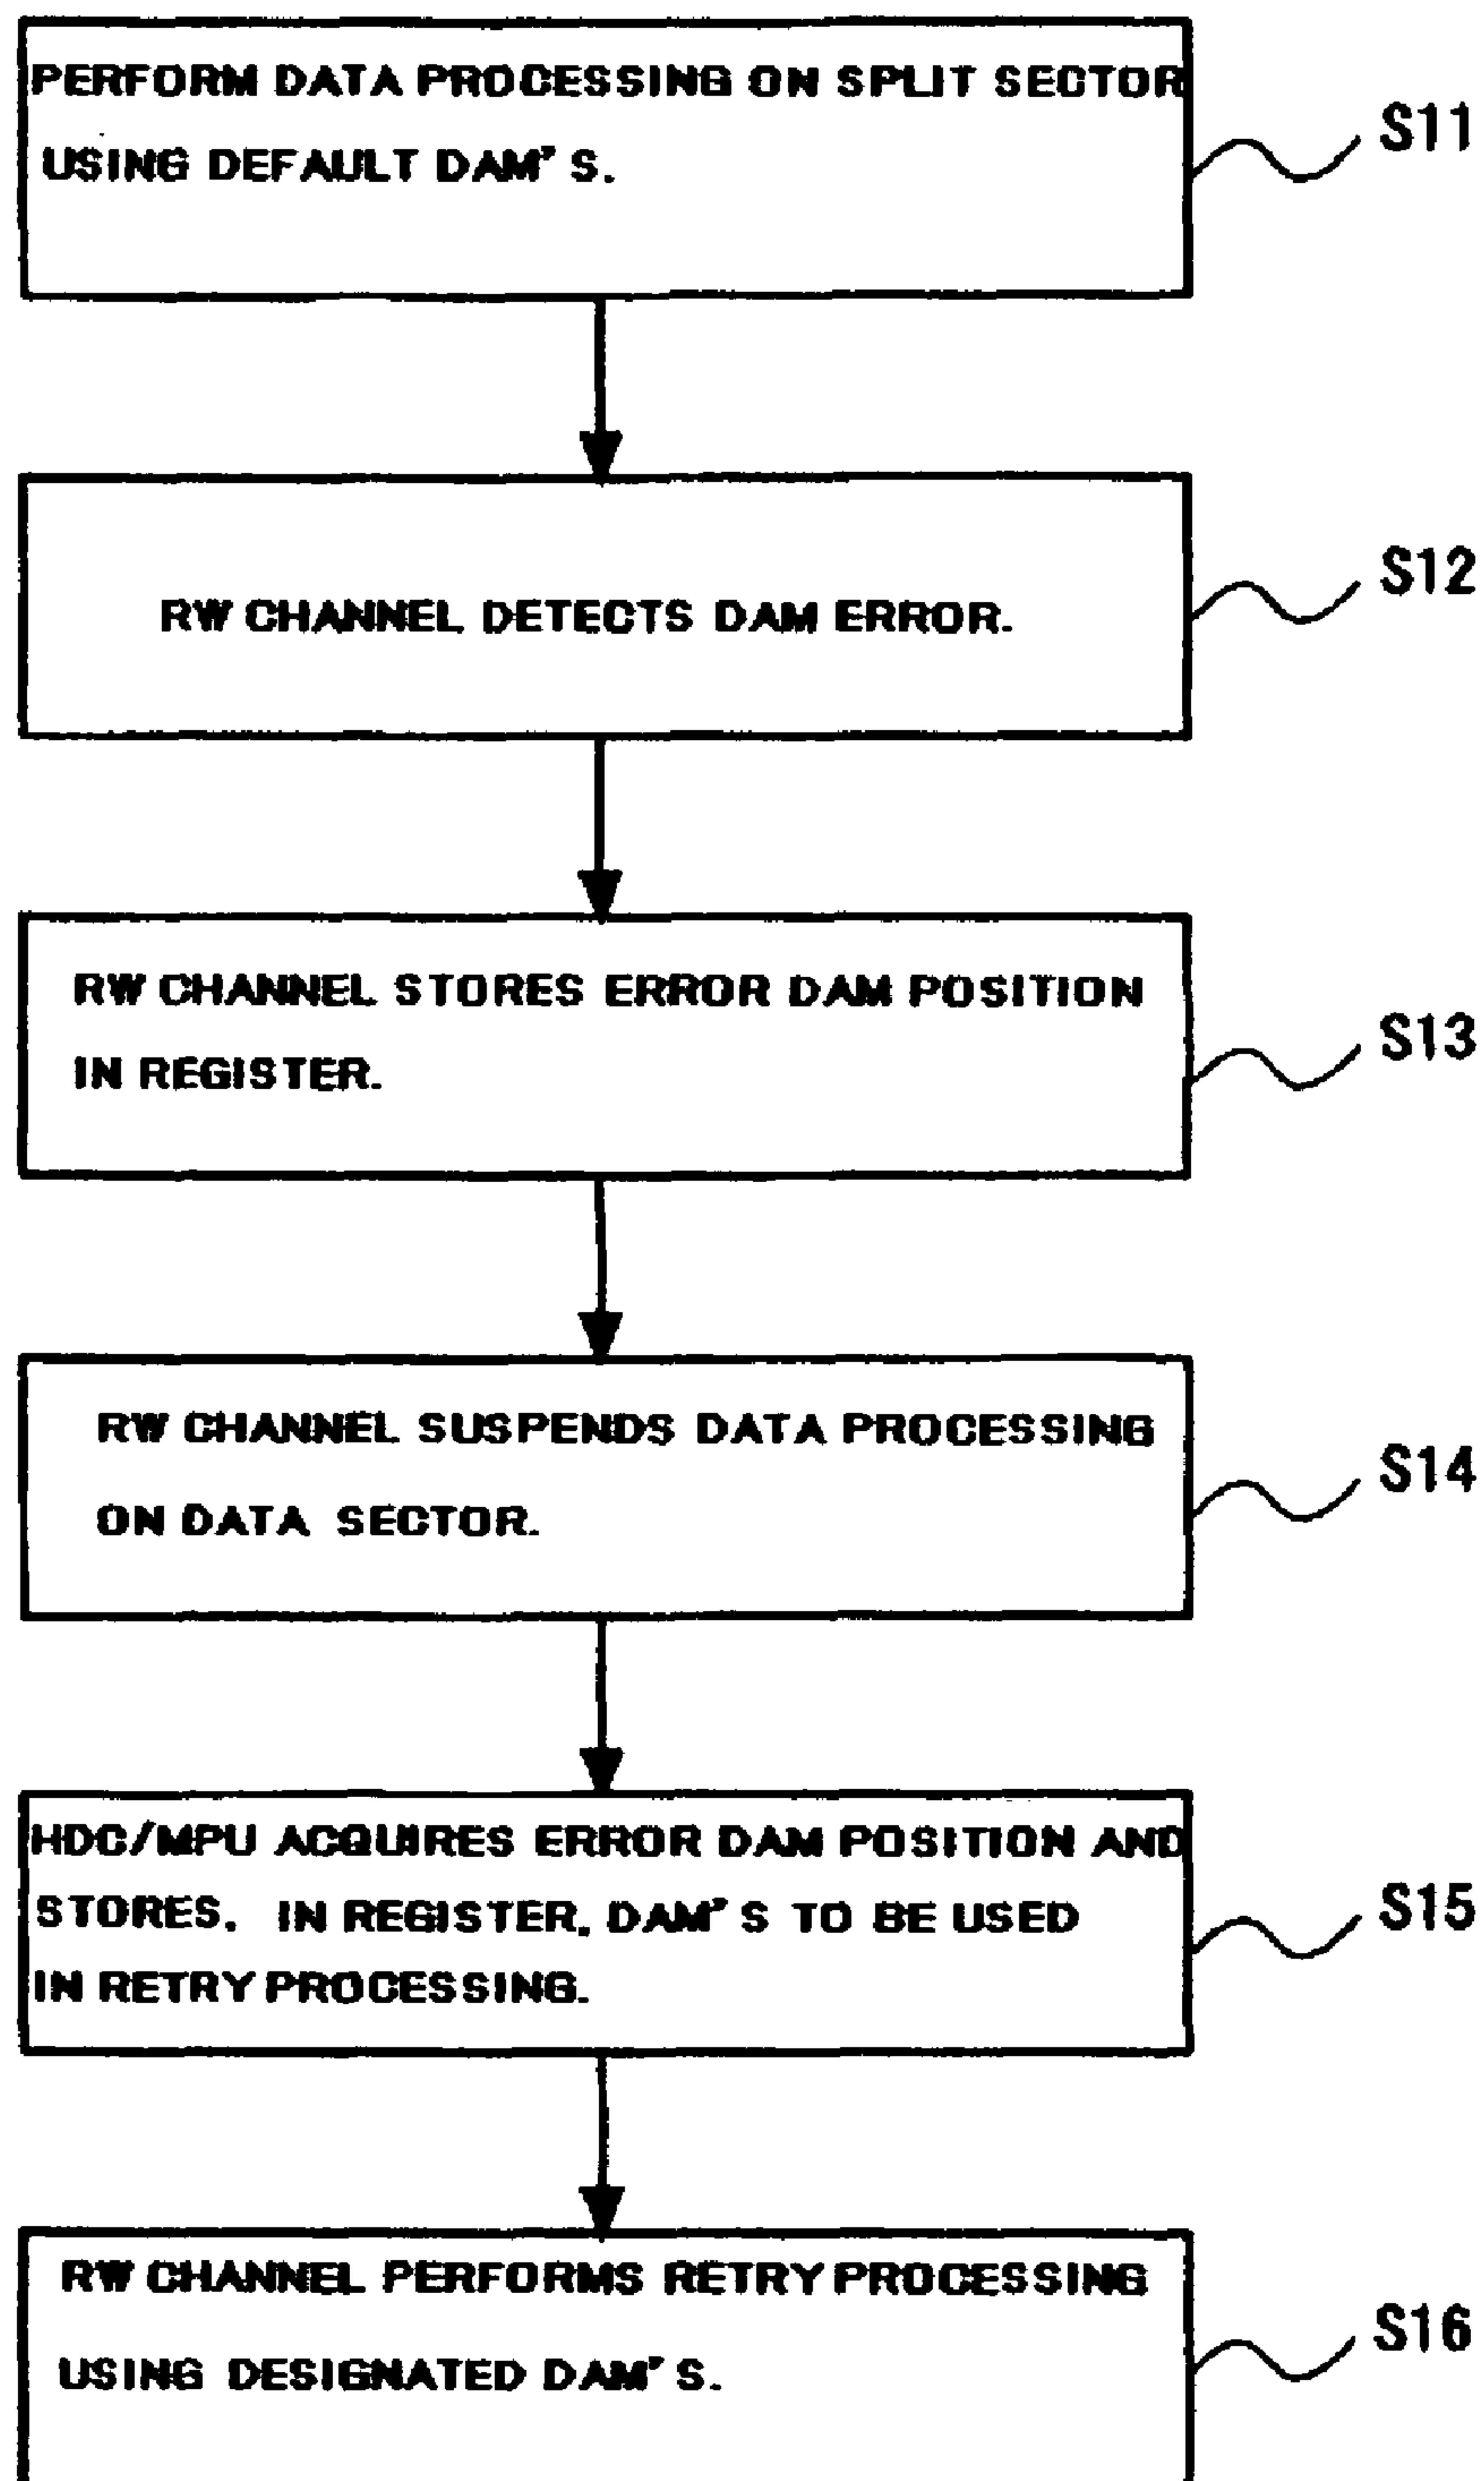 PERFORM DATA PROCESSING ON SPLIT SECTOR
USING DEFAULT DAM'S.
S11
RW CHANNEL DETECTS DAM ERROR.
S12
RW CHANNEL STORES ERROR DAM POSITION
IN REGISTER.
S13
RW CHANNEL SUSPENDS DATA PROCESSING
ON DATA SECTOR.
S14
HDC/MPU ACQUIRES ERROR DAM POSITION AND
STORES. IN REGISTER, DAM'S TO BE USED
IN RETRY PROCESSING.
S15
RW CHANNEL PERFORMS RETRY PROCESSING
USING DESIGNATED DAM'S.
S16